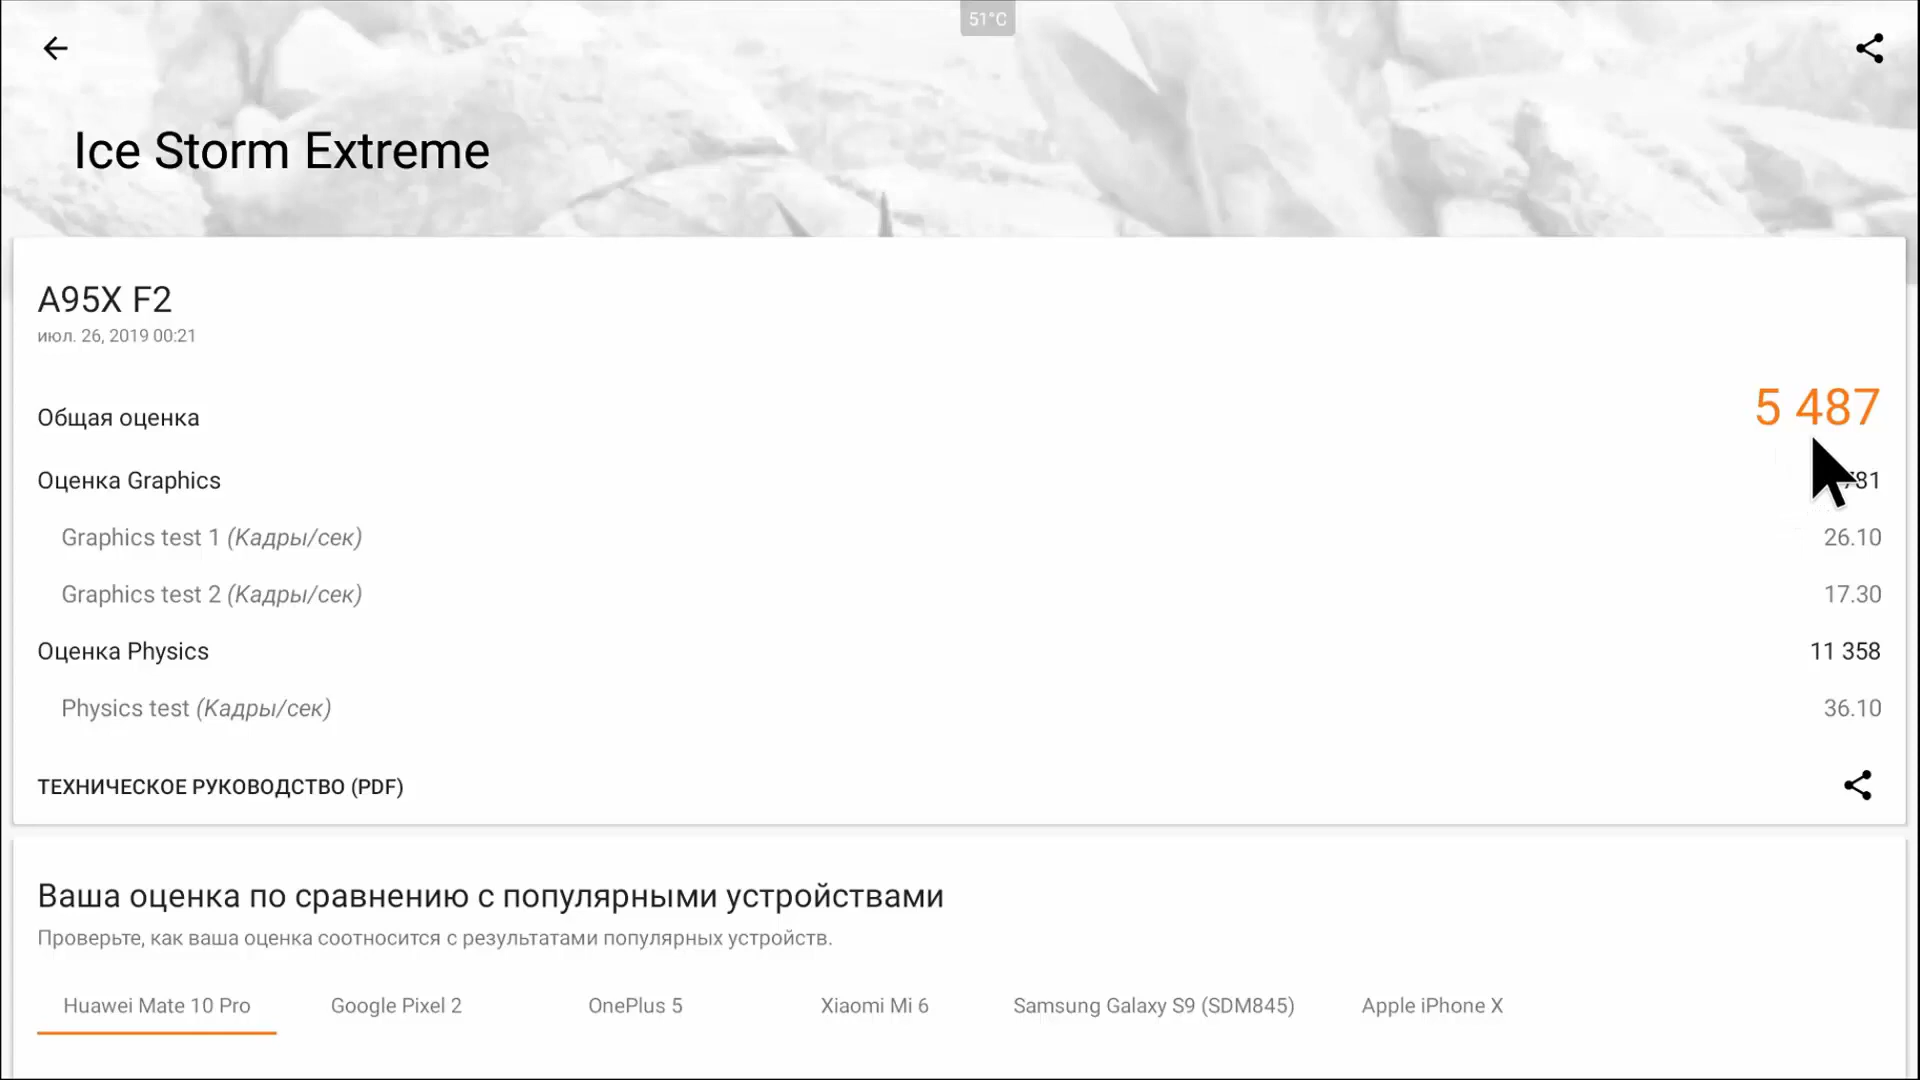 51°C
Ice Storm Extreme
A95X F2
июл. 26, 2019 00:21
Общая оценка
5 487
Оценка Graphics
Graphics test 1 (Кадры/сек)
26.10
Graphics test 2 (Кадры/сек)
17.30
Оценка Physics
11 358
Physics test (Кадры/сек)
36.10
ТЕХНИЧЕСКОЕ РУКОВОДСТВО (PDF)
Ваша оценка по сравнению с популярными устройствами
Проверьте, как ваша оценка соотносится с результатами популярных устройств.
Huawei Mate 10 Pro Google Pixel 2 OnePlus 5 Xiaomi Mi 6 Samsung Galaxy S9 (SDM845) Apple iPhone X